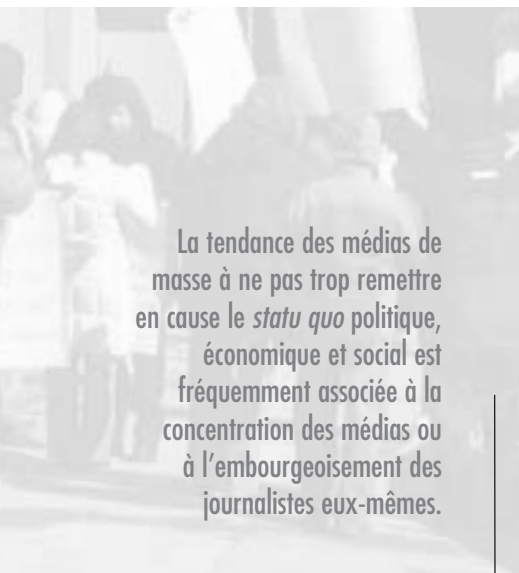 La tendance des médias de
masse à ne pas trop remettre
en cause le statu quo politique,
économique et social est
fréquemment associée à la
concentration des médias ou
à l’embourgeoisement des
journalistes eux-mêmes.